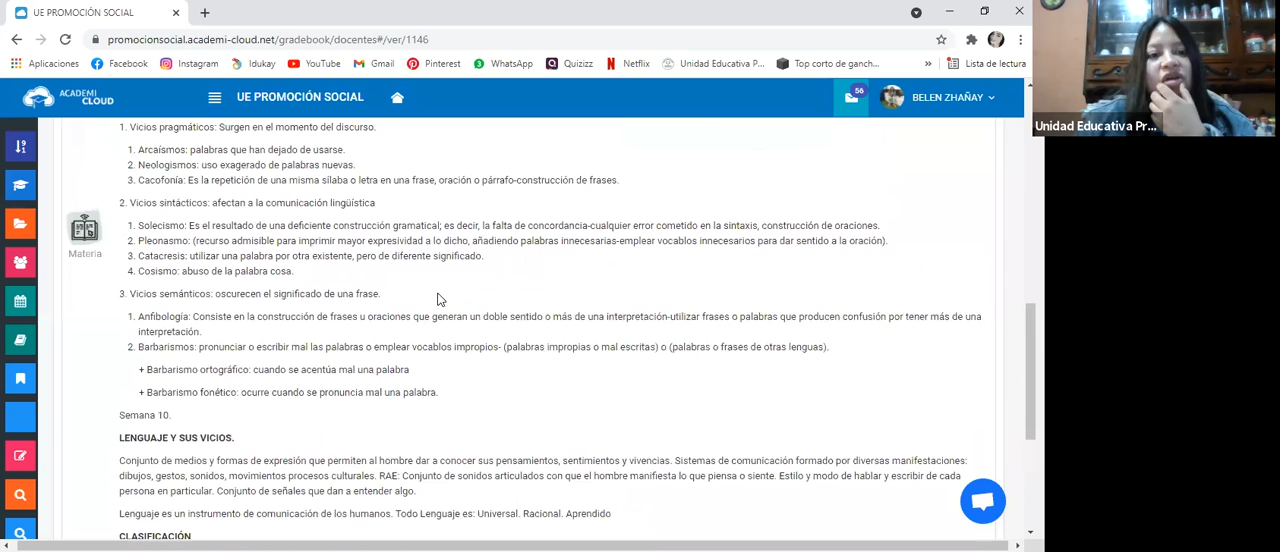 UE PROMOCIÓN SOCIAL
promocionsocial.academi-cloud.net/gradebook/docentes#/ver/1146
Aplicaciones Facebook Instagram Idukay YouTube Gmail Pinterest WhatsApp Quizizz Netflix Unidad Educativa P... Top corto de ganch... » Lista de lectura
ACADEMI CLOUD UE PROMOCIÓN SOCIAL 56 BELEN ZHAÑAY
Unidad Educativa Pr...
1. Vicios pragmáticos: Surgen en el momento del discurso.
1. Arcaísmos: palabras que han dejado de usarse.
2. Neologismos: uso exagerado de palabras nuevas.
3. Cacofonía: Es la repetición de una misma sílaba o letra en una frase, oración o párrafo-construcción de frases.
2. Vicios sintácticos: afectan a la comunicación lingüística
Materia
1. Solecismo: Es el resultado de una deficiente construcción gramatical; es decir, la falta de concordancia-cualquier error cometido en la sintaxis, construcción de oraciones.
2. Pleonasmo: (recurso admisible para imprimir mayor expresividad a lo dicho, añadiendo palabras innecesarias-emplear vocablos innecesarios para dar sentido a la oración).
3. Catacresis: utilizar una palabra por otra existente, pero de diferente significado.
4. Cosismo: abuso de la palabra cosa.
3. Vicios semánticos: oscurecen el significado de una frase.
1. Anfibología: Consiste en la construcción de frases u oraciones que generan un doble sentido o más de una interpretación-utilizar frases o palabras que producen confusión por tener más de una
interpretación.
2. Barbarismos: pronunciar o escribir mal las palabras o emplear vocablos impropios- (palabras impropias o mal escritas) o (palabras o frases de otras lenguas).
+ Barbarismo ortográfico: cuando se acentúa mal una palabra
+ Barbarismo fonético: ocurre cuando se pronuncia mal una palabra.
Semana 10.
LENGUAJE Y SUS VICIOS.
Conjunto de medios y formas de expresión que permiten al hombre dar a conocer sus pensamientos, sentimientos y vivencias. Sistemas de comunicación formado por diversas manifestaciones:
dibujos, gestos, sonidos, movimientos procesos culturales. RAE: Conjunto de sonidos articulados con que el hombre manifiesta lo que piensa o siente. Estilo y modo de hablar y escribir de cada
persona en particular. Conjunto de señales que dan a entender algo.
Lenguaje es un instrumento de comunicación de los humanos. Todo Lenguaje es: Universal. Racional. Aprendido
CLASIFICACIÓN